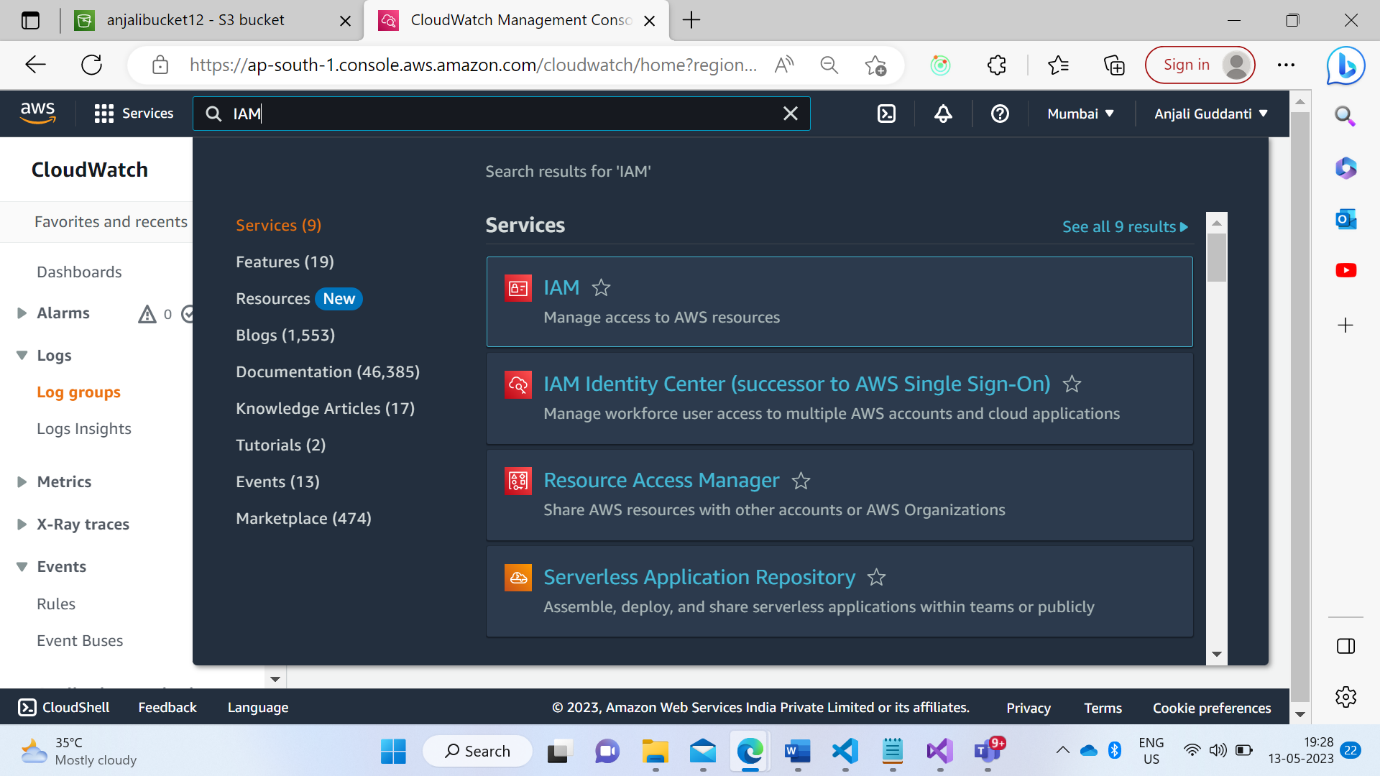 anjalibucket12 - S3 bucket
CloudWatch Management Conso
https://ap-south-1.console.aws.amazon.com/cloudwatch/home?region...
Sign in
aws
Services
IAM
Mumbai
Anjali Guddanti
CloudWatch
Favorites and recents
Dashboards
Alarms
0
Logs
Log groups
Logs Insights
Metrics
X-Ray traces
Events
Rules
Event Buses
Search results for 'IAM'
Services (9)
Features (19)
Resources New
Blogs (1,553)
Documentation (46,385)
Knowledge Articles (17)
Tutorials (2)
Events (13)
Marketplace (474)
Services
See all 9 results
IAM
Manage access to AWS resources
IAM Identity Center (successor to AWS Single Sign-On)
Manage workforce user access to multiple AWS accounts and cloud applications
Resource Access Manager
Share AWS resources with other accounts or AWS Organizations
Serverless Application Repository
Assemble, deploy, and share serverless applications within teams or publicly
CloudShell
Feedback
Language
© 2023, Amazon Web Services India Private Limited or its affiliates.
Privacy
Terms
Cookie preferences
35°C
Mostly cloudy
Search
9+
ENG
US
19:28
13-05-2023
22